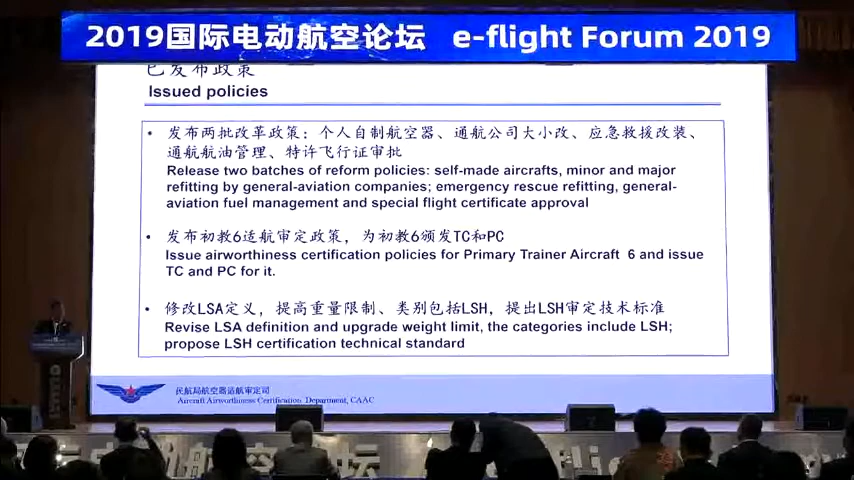 2019国际电动航空论坛 e-flight Forum 2019
已发布政策
Issued policies
• 发布两批改革政策：个人自制航空器、通航公司大小改、应急救援改装、
通航航油管理、特许飞行证审批
Release two batches of reform policies: self-made aircrafts, minor and major
refitting by general-aviation companies; emergency rescue refitting, general-
aviation fuel management and special flight certificate approval
• 发布初教6适航审定政策，为初教6颁发TC和PC
Issue airworthiness certification policies for Primary Trainer Aircraft 6 and issue
TC and PC for it.
• 修改LSA定义，提高重量限制、类别包括LSH，提出LSH审定技术标准
Revise LSA definition and upgrade weight limit, the categories include LSH;
propose LSH certification technical standard
民航局航空器适航审定司
Aircraft Airworthiness Certification Department, CAAC